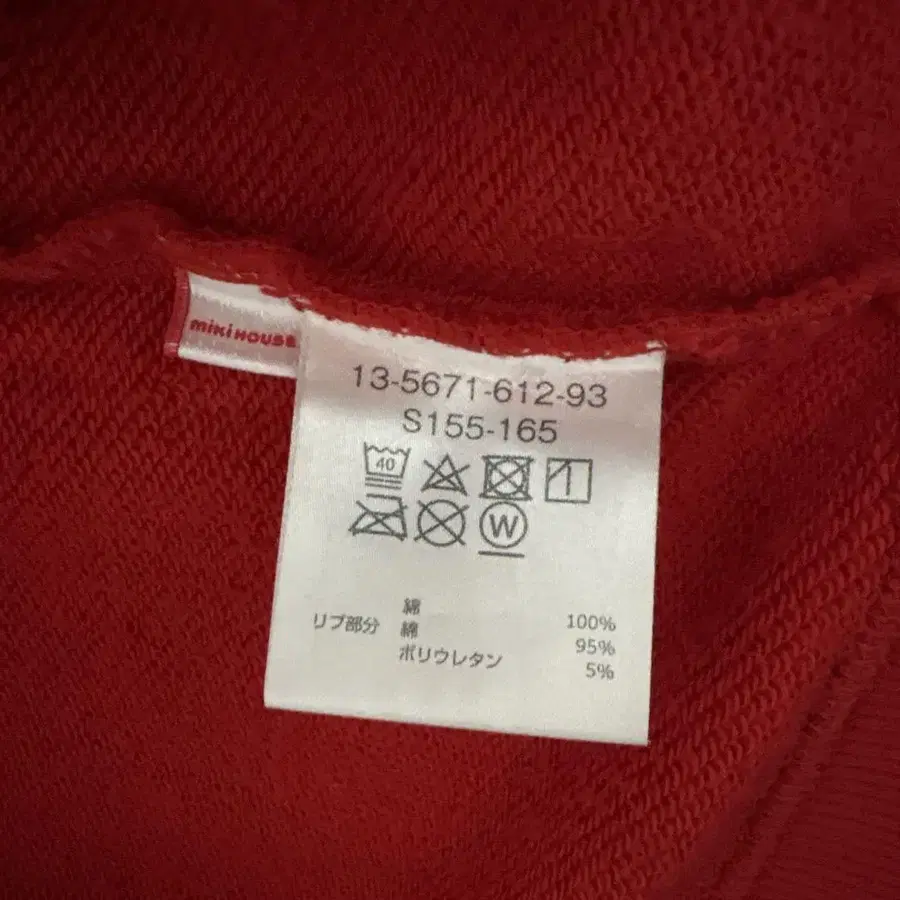 mikiHOUSE
13-5671-612-93
S155-165
40
W
綿 100%
リブ部分 綿 95%
ポリウレタン 5%